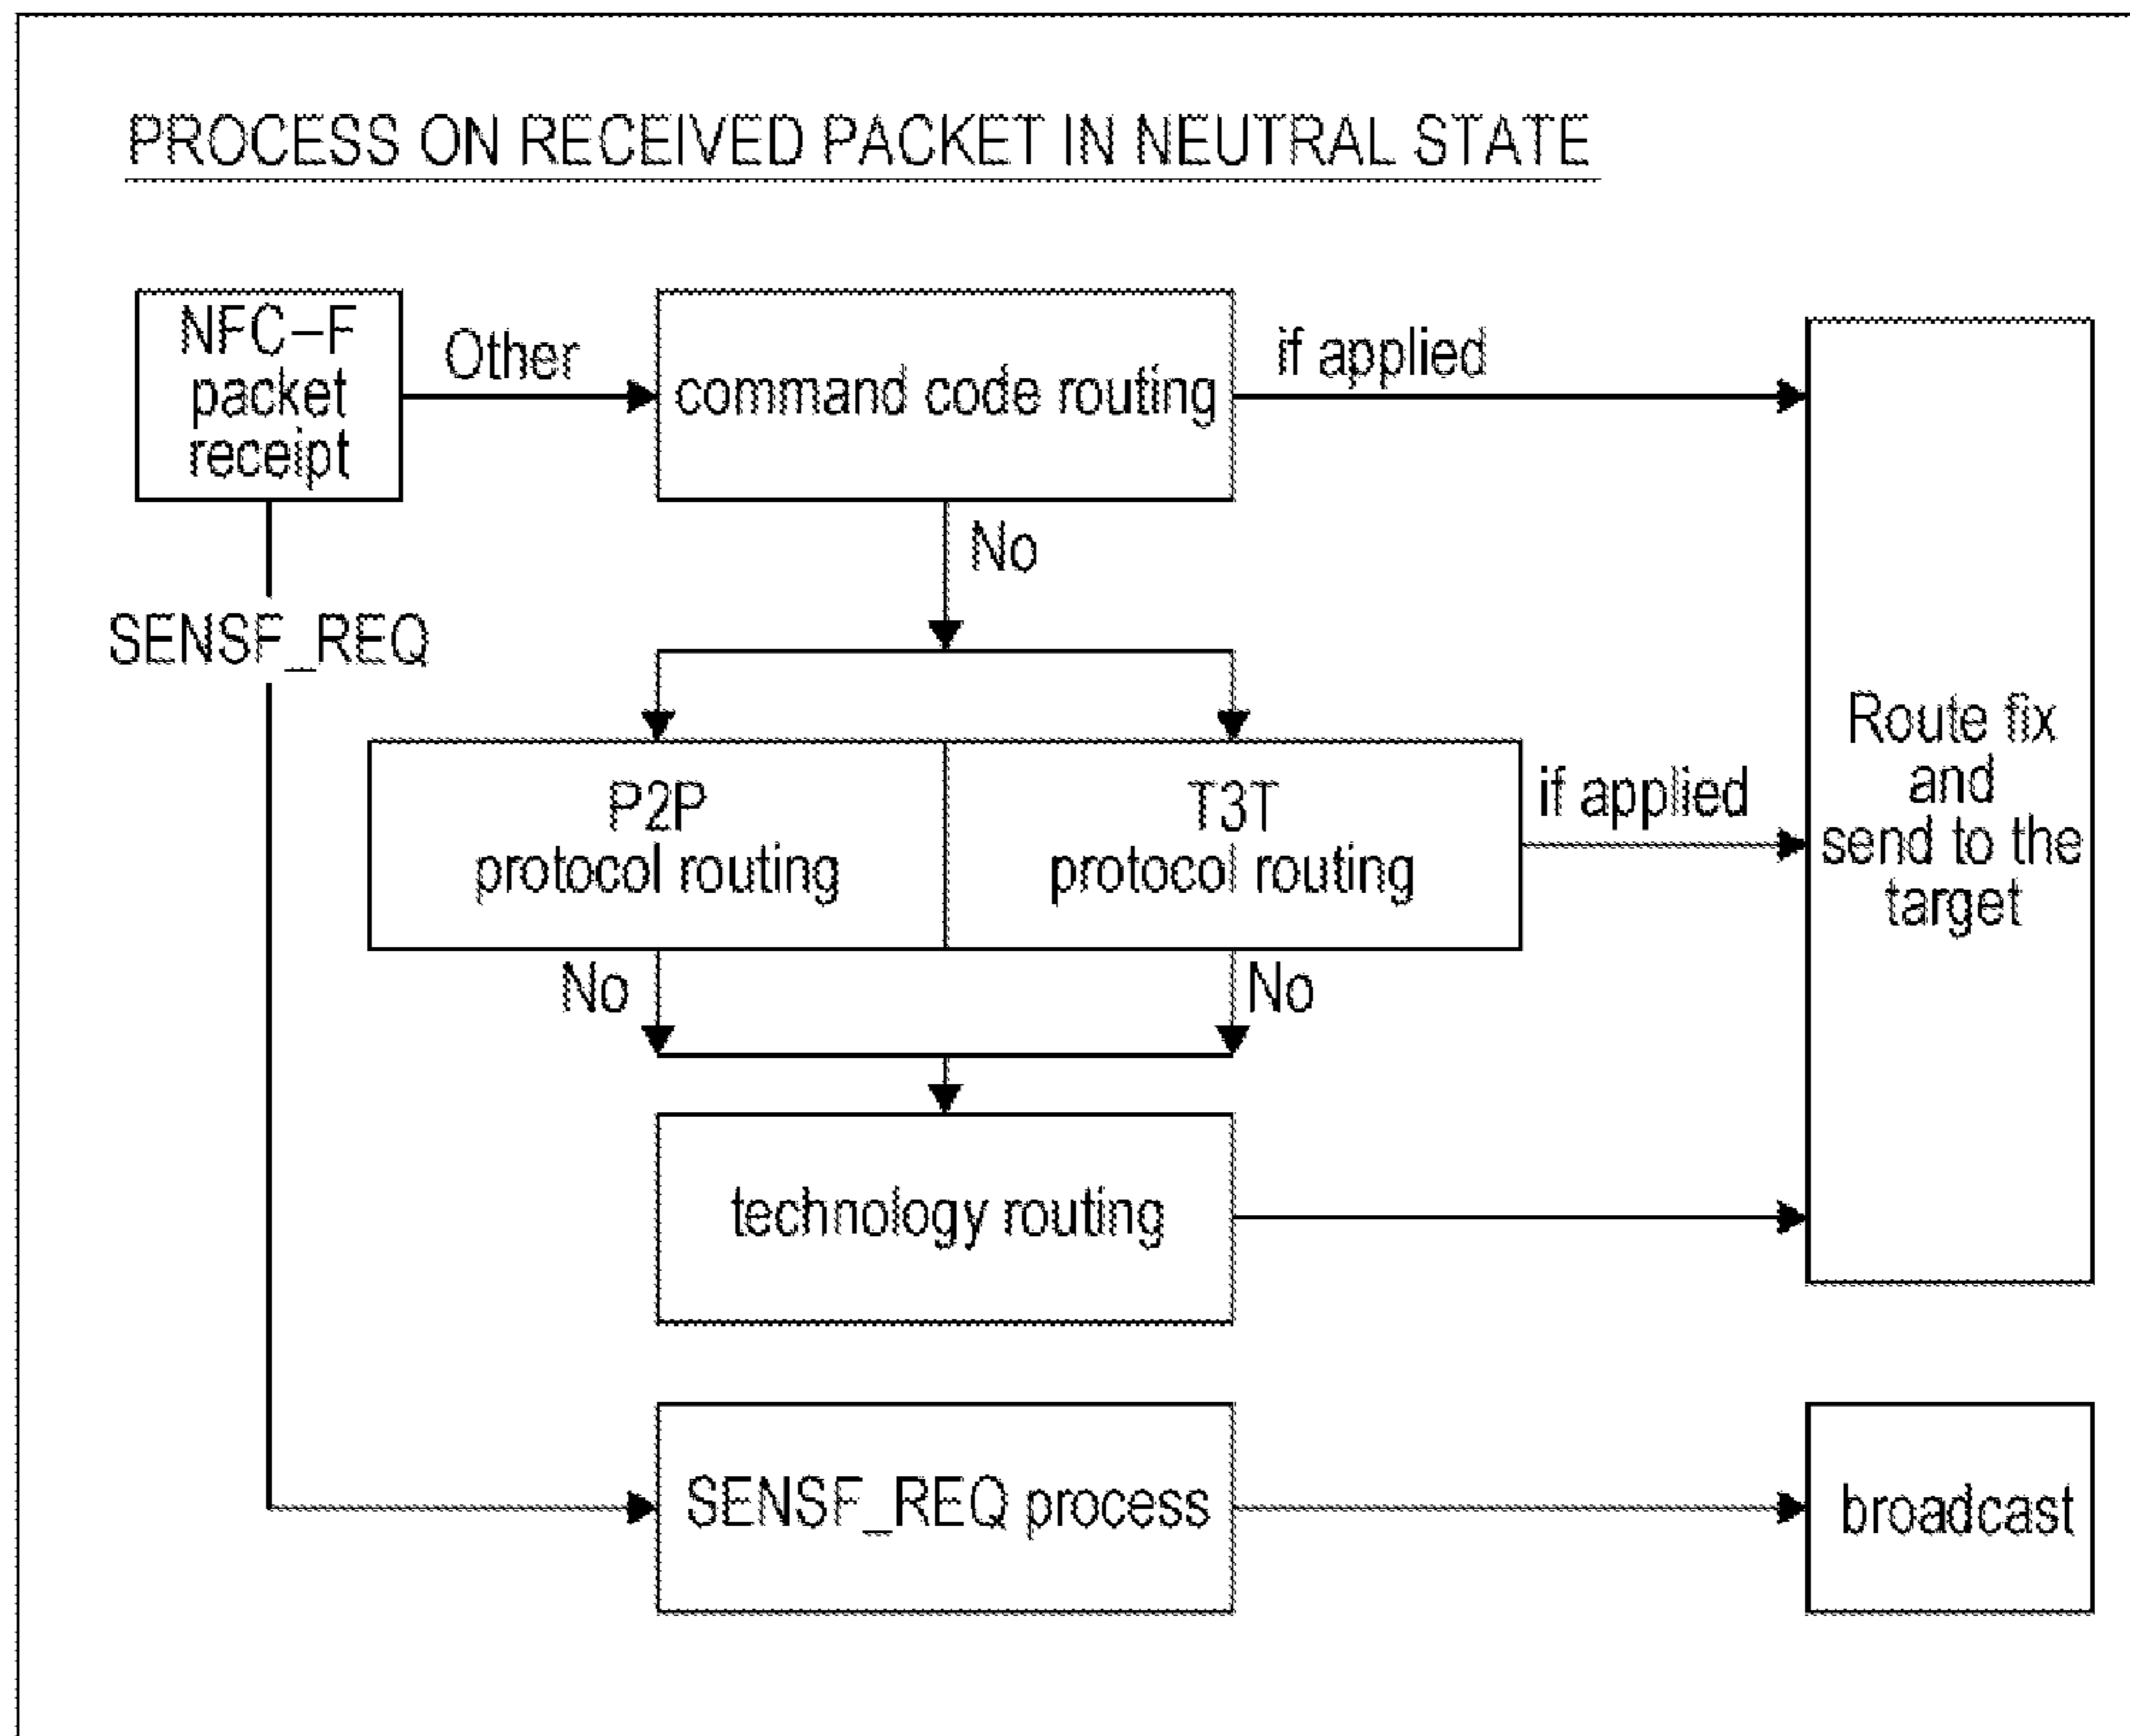 PROCESS ON RECEIVED PACKET IN NEUTRAL STATE
NFC-F
packet
receipt
Other
command code routing
if applied
No
SENSF_REQ
P2P
protocol routing
T3T
protocol routing
if applied
Route fix
and
send to the
target
No
No
technology routing
SENSF_REQ process
broadcast